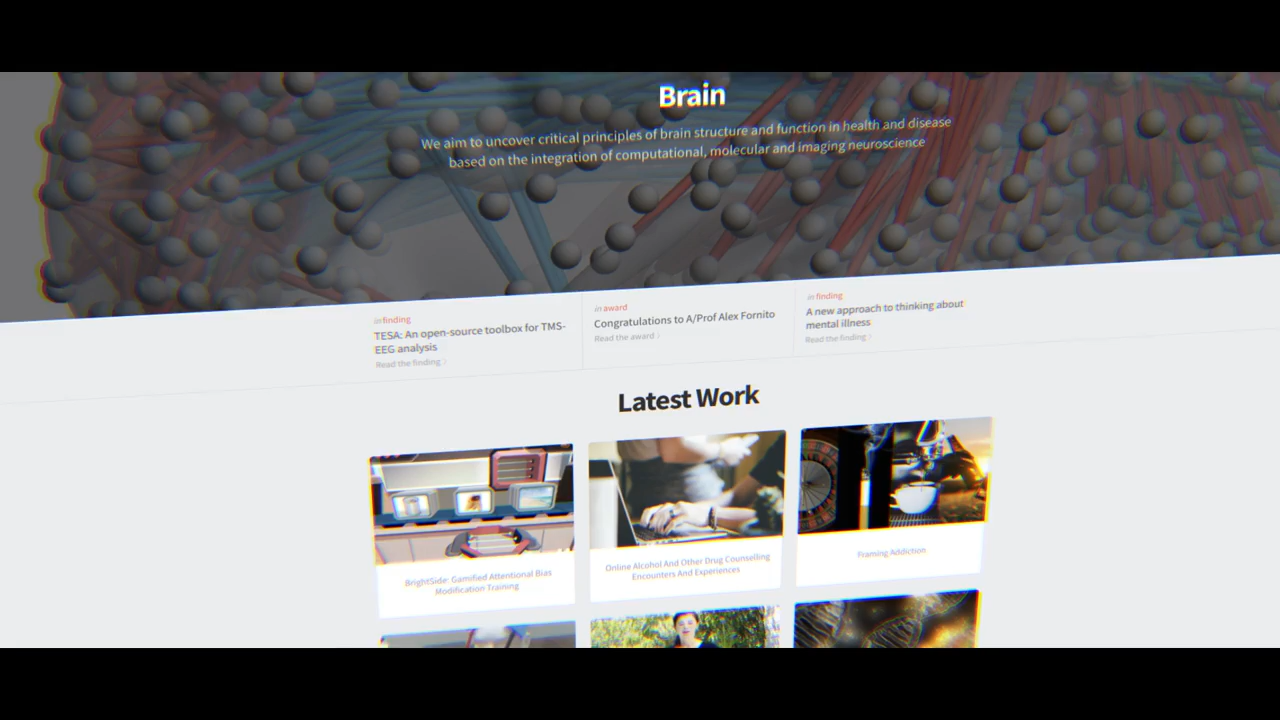 Brain
We aim to uncover critical principles of brain structure and function in health and disease
based on the integration of computational, molecular and imaging neuroscience
in finding
TESA: An open-source toolbox for TMS-
EEG analysis
Read the finding ›
in award
Congratulations to A/Prof Alex Fornito
Read the award ›
in finding
A new approach to thinking about
mental illness
Read the finding ›
Latest Work
BrightSide: Gamified Attentional Bias
Modification Training
Online Alcohol And Other Drug Counselling
Encounters And Experiences
Framing Addiction